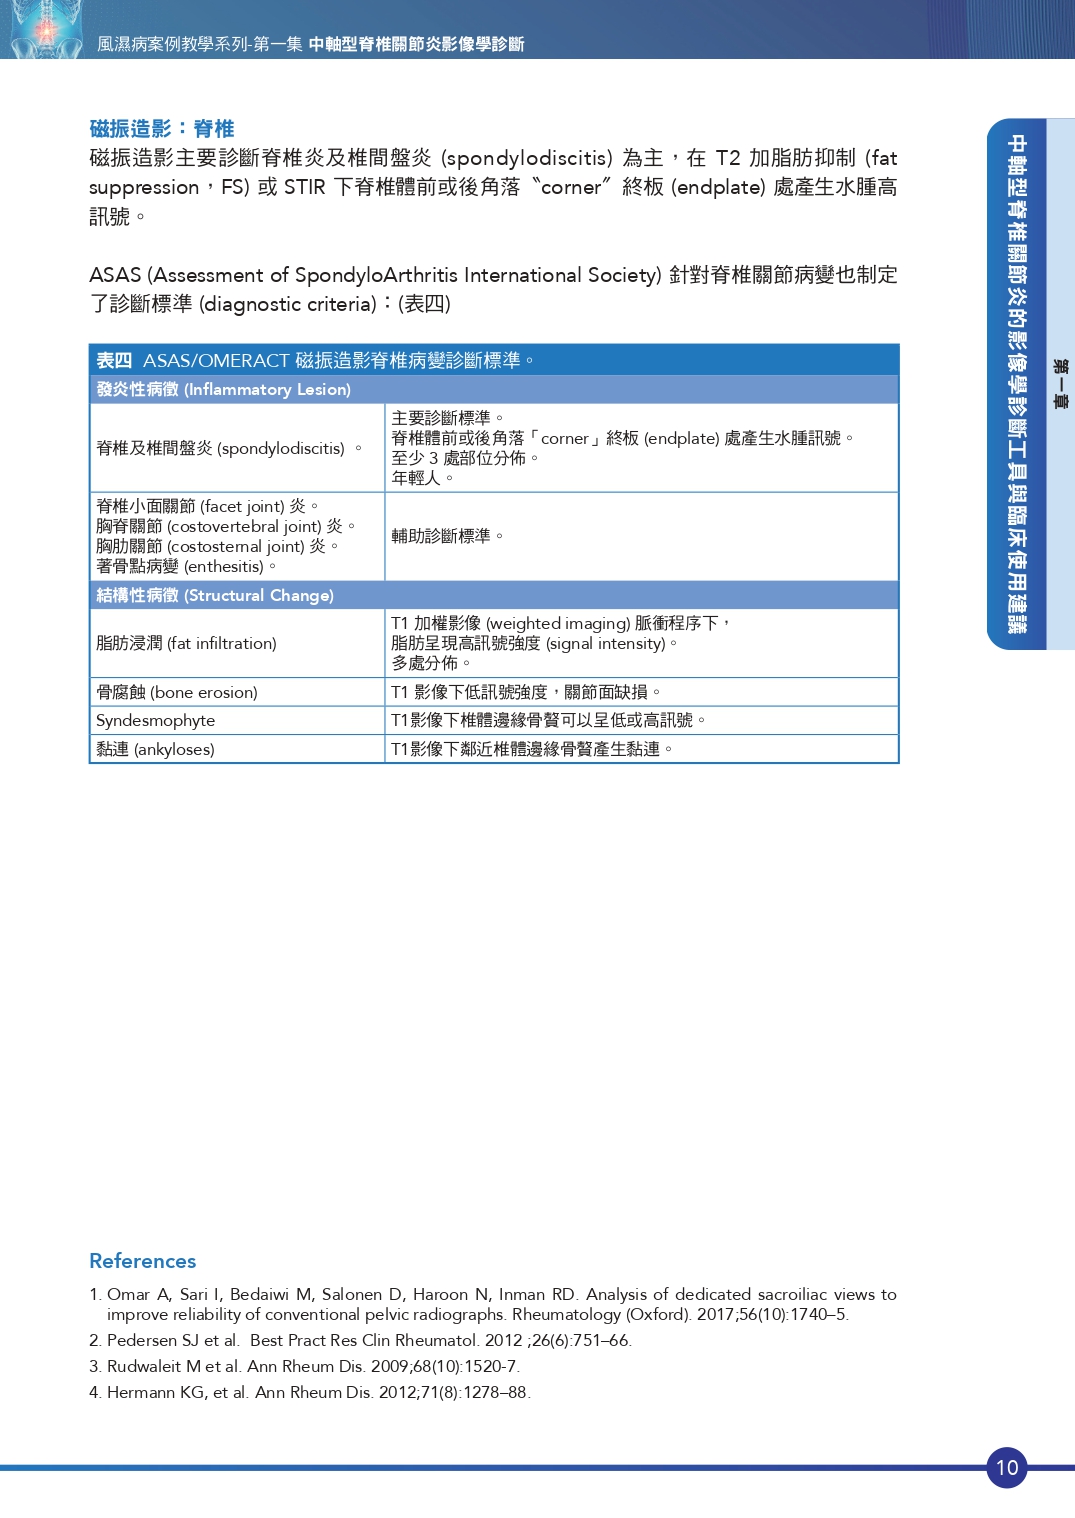 風濕病案例教學系列-第一集 中軸型脊椎關節炎影像學診斷
磁振造影：脊椎
磁振造影主要診斷脊椎炎及椎間盤炎 (spondylodiscitis) 為主，在 T2 加脂肪抑制 (fat
suppression，FS) 或 STIR 下脊椎體前或後角落〝corner〞終板 (endplate) 處產生水腫高
訊號。
ASAS (Assessment of SpondyloArthritis International Society) 針對脊椎關節病變也制定
了診斷標準 (diagnostic criteria)：(表四)
表四 ASAS/OMERACT 磁振造影脊椎病變診斷標準。
發炎性病徵 (Inflammatory Lesion)
脊椎及椎間盤炎 (spondylodiscitis) 。
主要診斷標準。
脊椎體前或後角落「corner」終板 (endplate) 處產生水腫訊號。
至少 3 處部位分佈。
年輕人。
脊椎小面關節 (facet joint) 炎。
胸脊關節 (costovertebral joint) 炎。
胸肋關節 (costosternal joint) 炎。
著骨點病變 (enthesitis)。
輔助診斷標準。
結構性病徵 (Structural Change)
脂肪浸潤 (fat infiltration)
T1 加權影像 (weighted imaging) 脈衝程序下，
脂肪呈現高訊號強度 (signal intensity)。
多處分佈。
骨腐蝕 (bone erosion)
T1 影像下低訊號強度，關節面缺損。
Syndesmophyte
T1影像下椎體邊緣骨贅可以呈低或高訊號。
黏連 (ankyloses)
T1影像下鄰近椎體邊緣骨贅產生黏連。
References
1. Omar A, Sari I, Bedaiwi M, Salonen D, Haroon N, Inman RD. Analysis of dedicated sacroiliac views to
improve reliability of conventional pelvic radiographs. Rheumatology (Oxford). 2017;56(10):1740–5.
2. Pedersen SJ et al. Best Pract Res Clin Rheumatol. 2012 ;26(6):751–66.
3. Rudwaleit M et al. Ann Rheum Dis. 2009;68(10):1520-7.
4. Hermann KG, et al. Ann Rheum Dis. 2012;71(8):1278–88.
第一章
中軸型脊椎關節炎的影像學診斷工具與臨床使用建議
10